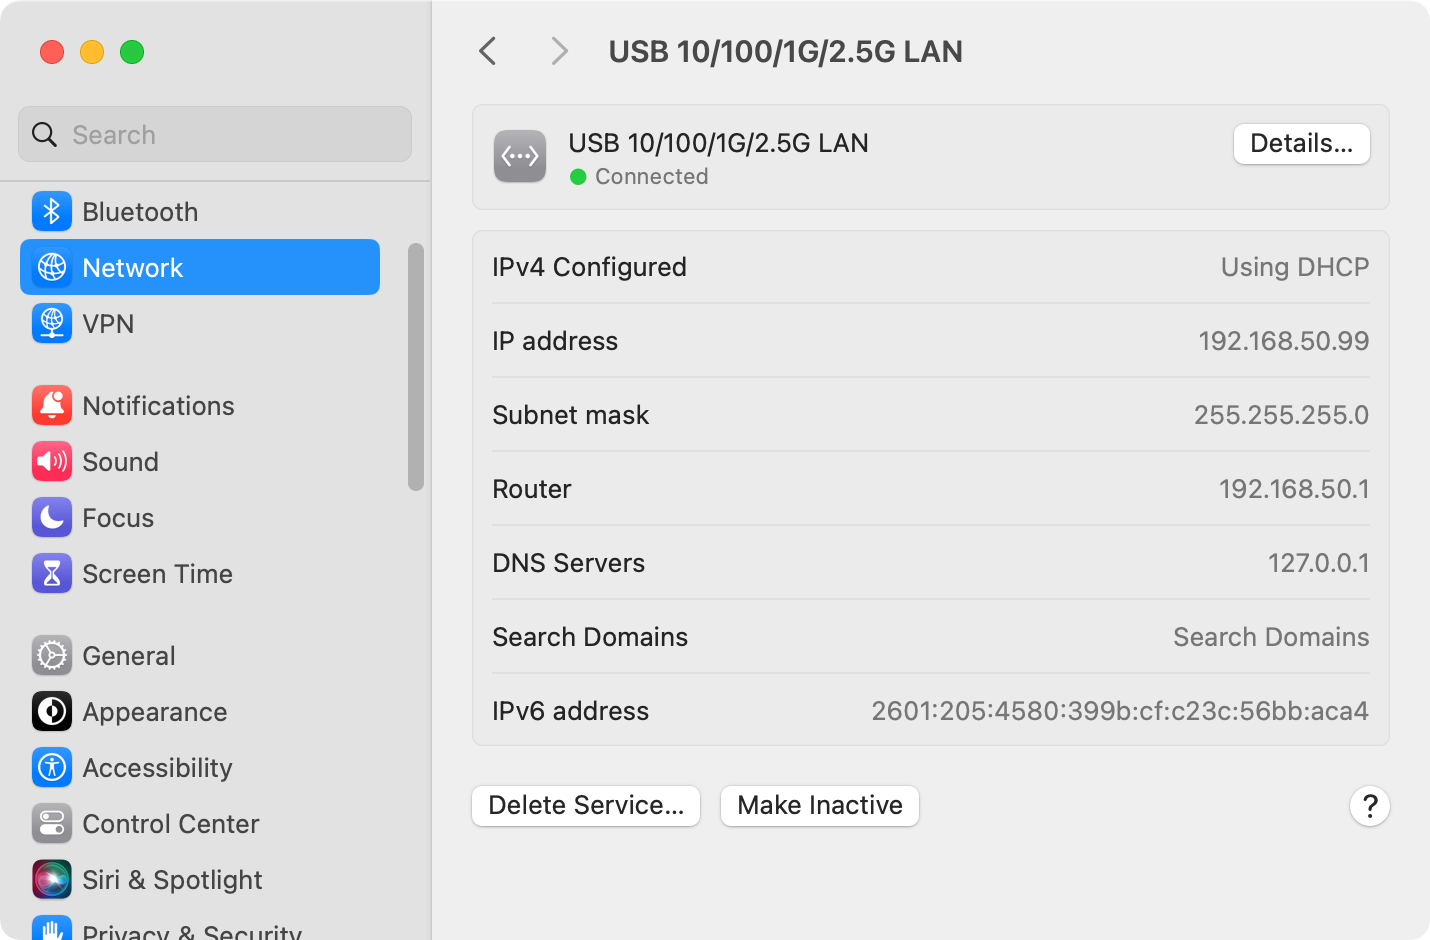 Search
Bluetooth
Network
VPN
Notifications
Sound
Focus
Screen Time
General
Appearance
Accessibility
Control Center
Siri & Spotlight
Privacy & Security
USB 10/100/1G/2.5G LAN
USB 10/100/1G/2.5G LAN
Connected
Details...
IPv4 Configured Using DHCP
IP address 192.168.50.99
Subnet mask 255.255.255.0
Router 192.168.50.1
DNS Servers 127.0.0.1
Search Domains Search Domains
IPv6 address 2601:205:4580:399b:cf:c23c:56bb:aca4
Delete Service... Make Inactive ?